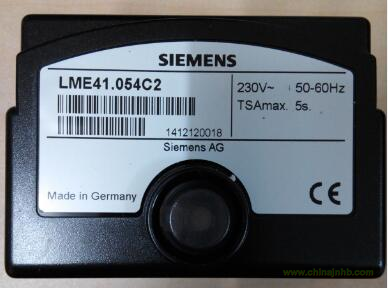 SIEMENS
LME41.054C2
230V~ 50-60Hz
TSAmax. 5s.
1412120018
Siemens AG
Made in Germany
CE
www.chinajnhb.com